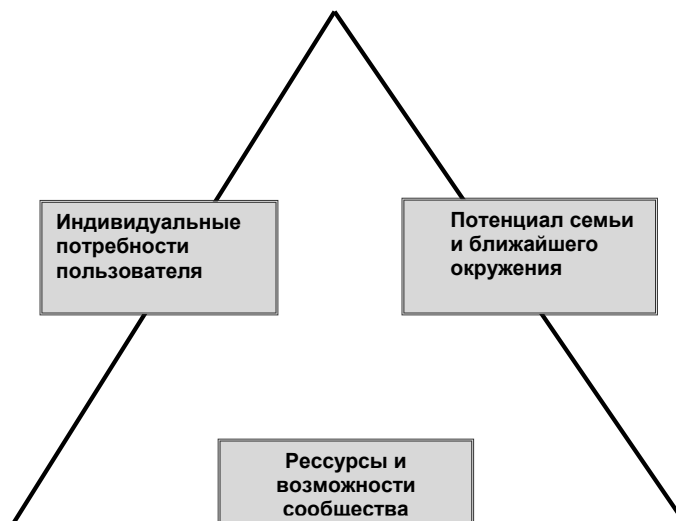 Индивидуальные
потребности
пользователя
Потенциал семьи
и ближайшего
окружения
Рессурсы и
возможности
сообщества